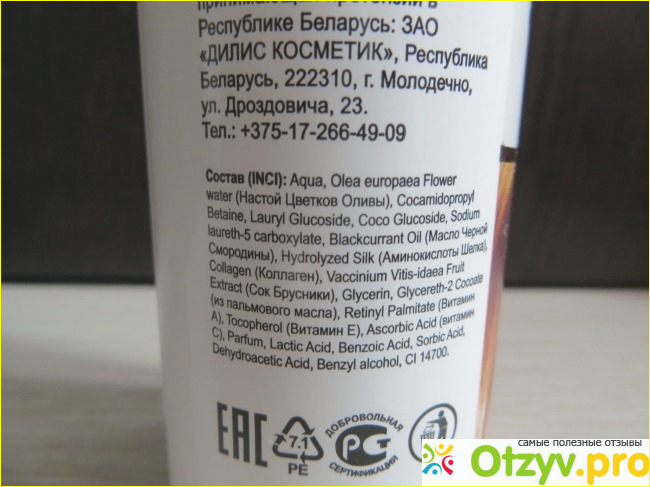 принимающая претензии в
Республике Беларусь: ЗАО
«ДИЛИС КОСМЕТИК», Республика
Беларусь, 222310, г. Молодечно,
ул. Дроздовича, 23.
Тел.: +375-17-266-49-09
Состав (INCI): Aqua, Olea europaea Flower
water (Настой Цветков Оливы), Cocamidopropyl
Betaine, Lauryl Glucoside, Coco Glucoside, Sodium
laureth-5 carboxylate, Blackcurrant Oil (Масло Черной
Смородины), Hydrolyzed Silk (Аминокислоты Шелка),
Collagen (Коллаген), Vaccinium Vitis-idaea Fruit
Extract (Сок Брусники), Glycerin, Glycereth-2 Cocoate
(из пальмового масла), Retinyl Palmitate (Витамин
А), Tocopherol (Витамин Е), Ascorbic Acid (витамин
С), Parfum, Lactic Acid, Benzoic Acid, Sorbic Acid,
Dehydroacetic Acid, Benzyl alcohol, CI 14700.
ЕАС
7.1
PE
ДОБРОВОЛЬНАЯ
РСТ
СЕРТИФИКАЦИЯ
самые полезные отзывы
Otzyv.pro